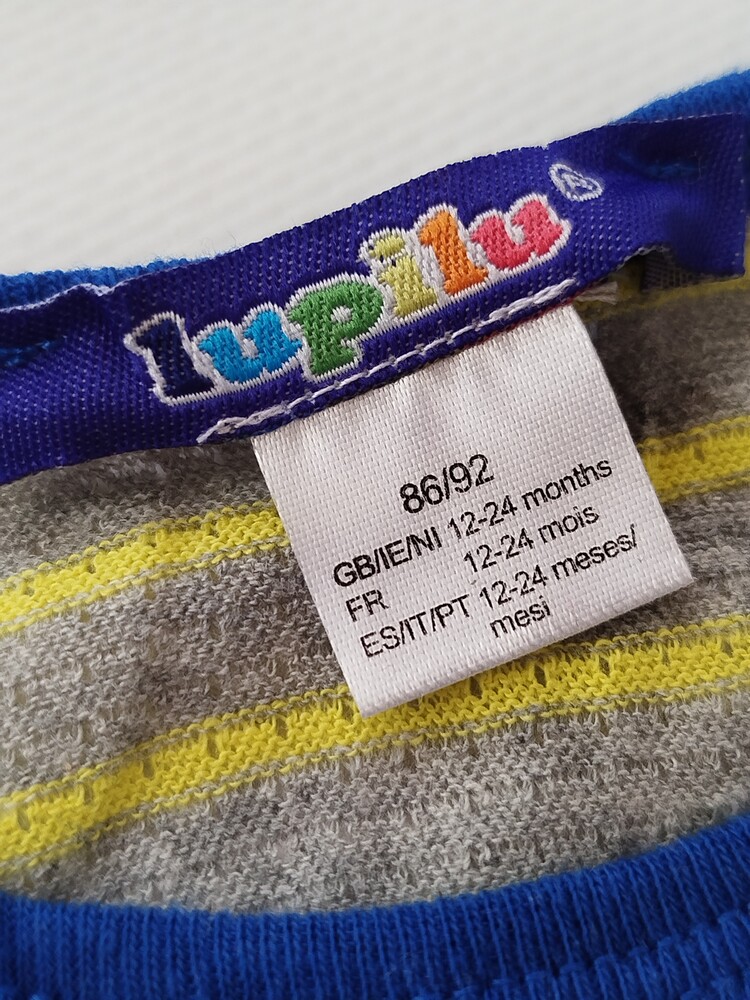 lupilu®
86/92
GB/IE/NI 12-24 months
FR 12-24 mois
ES/IT/PT 12-24 meses/
mesi